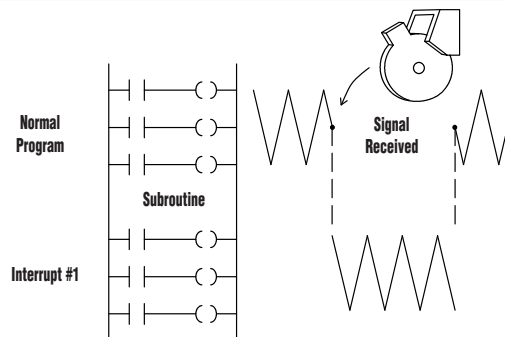 Normal
Program
Signal
Received
Subroutine
Interrupt #1